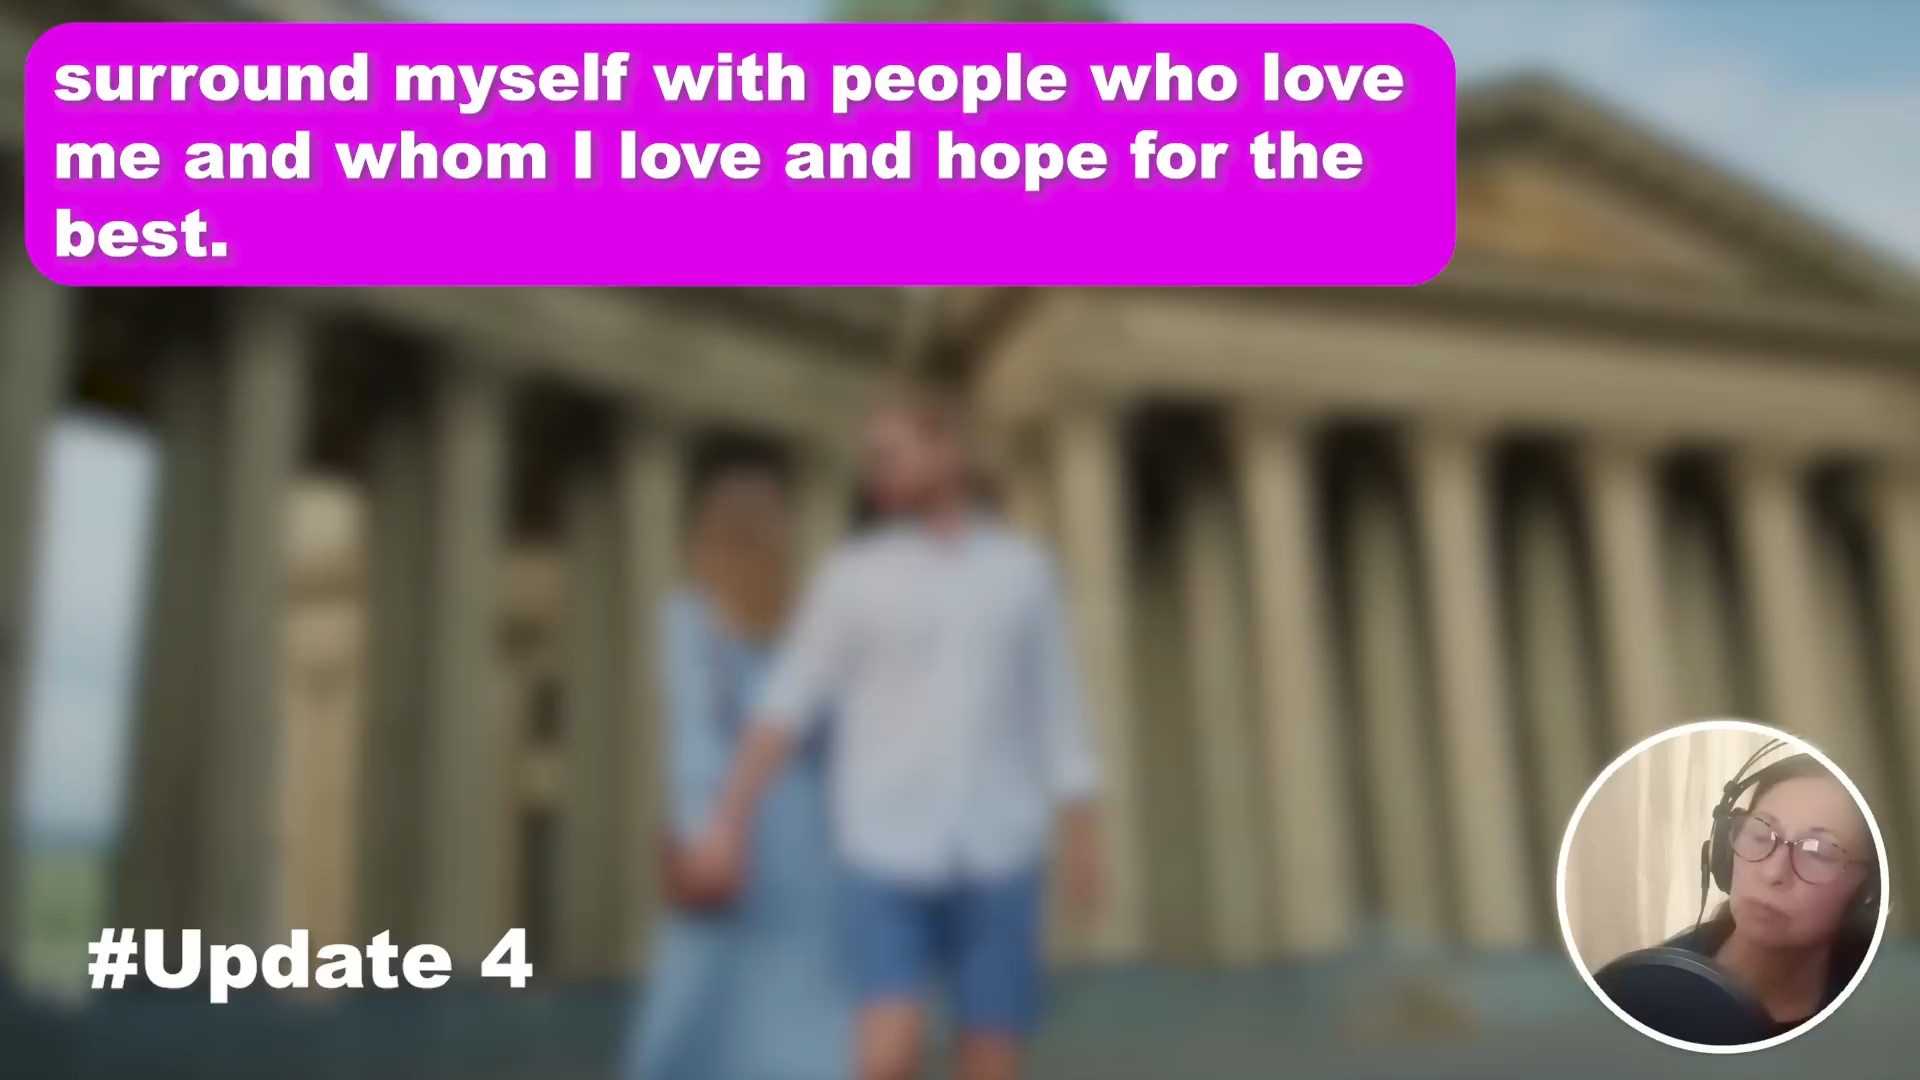 surround myself with people who love
me and whom I love and hope for the
best.
#Update 4